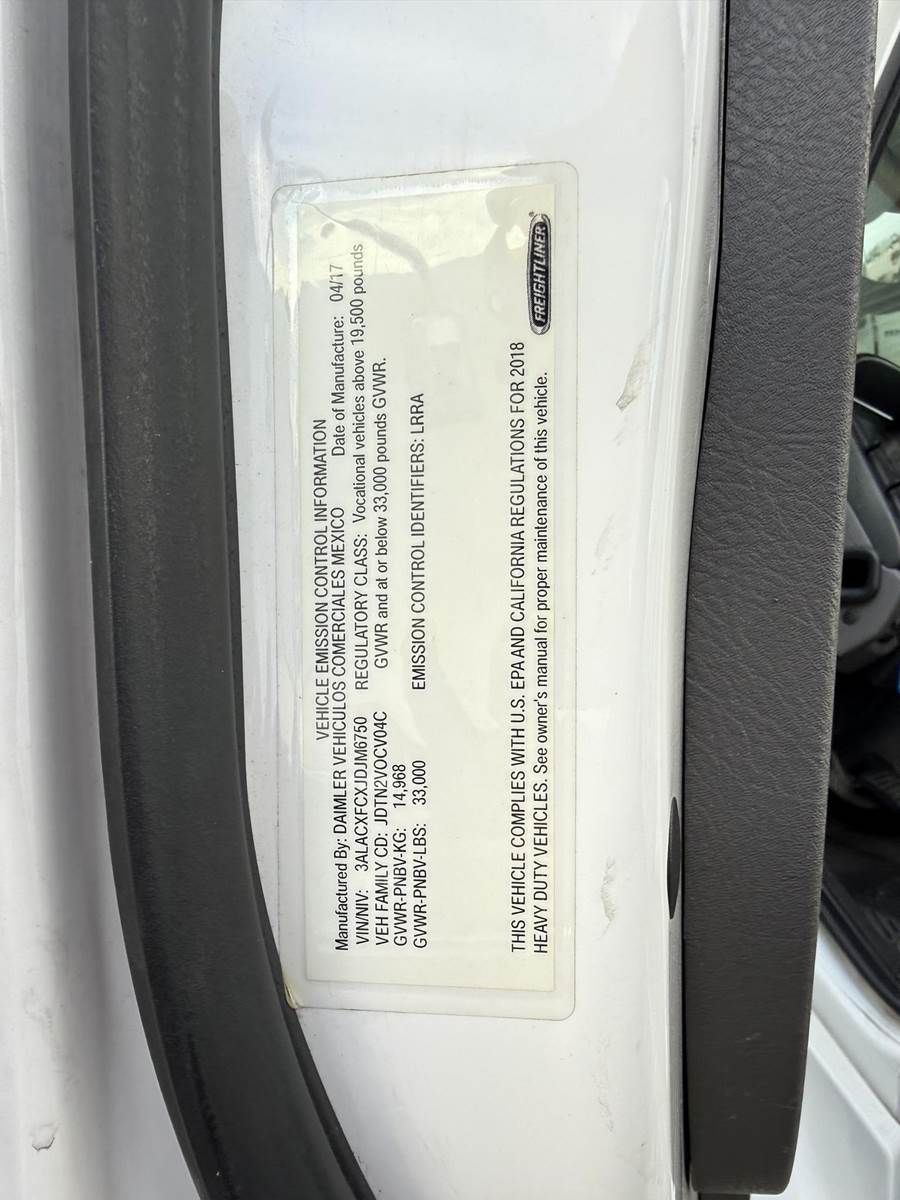 VEHICLE EMISSION CONTROL INFORMATION
Manufactured By: DAIMLER VEHICULOS COMERCIALES MEXICO Date of Manufacture: 04/17
VIN/NIV: 3ALACXFCXJDJM6750 REGULATORY CLASS: Vocational vehicles above 19,500 pounds
VEH FAMILY CD: JDTN2VOCV04C GVWR and at or below 33,000 pounds GVWR.
GVWR-PNBV-KG: 14,968
GVWR-PNBV-LBS: 33,000 EMISSION CONTROL IDENTIFIERS: LRRA
THIS VEHICLE COMPLIES WITH U.S. EPA AND CALIFORNIA REGULATIONS FOR 2018
HEAVY DUTY VEHICLES. See owner's manual for proper maintenance of this vehicle.
FREIGHTLINER